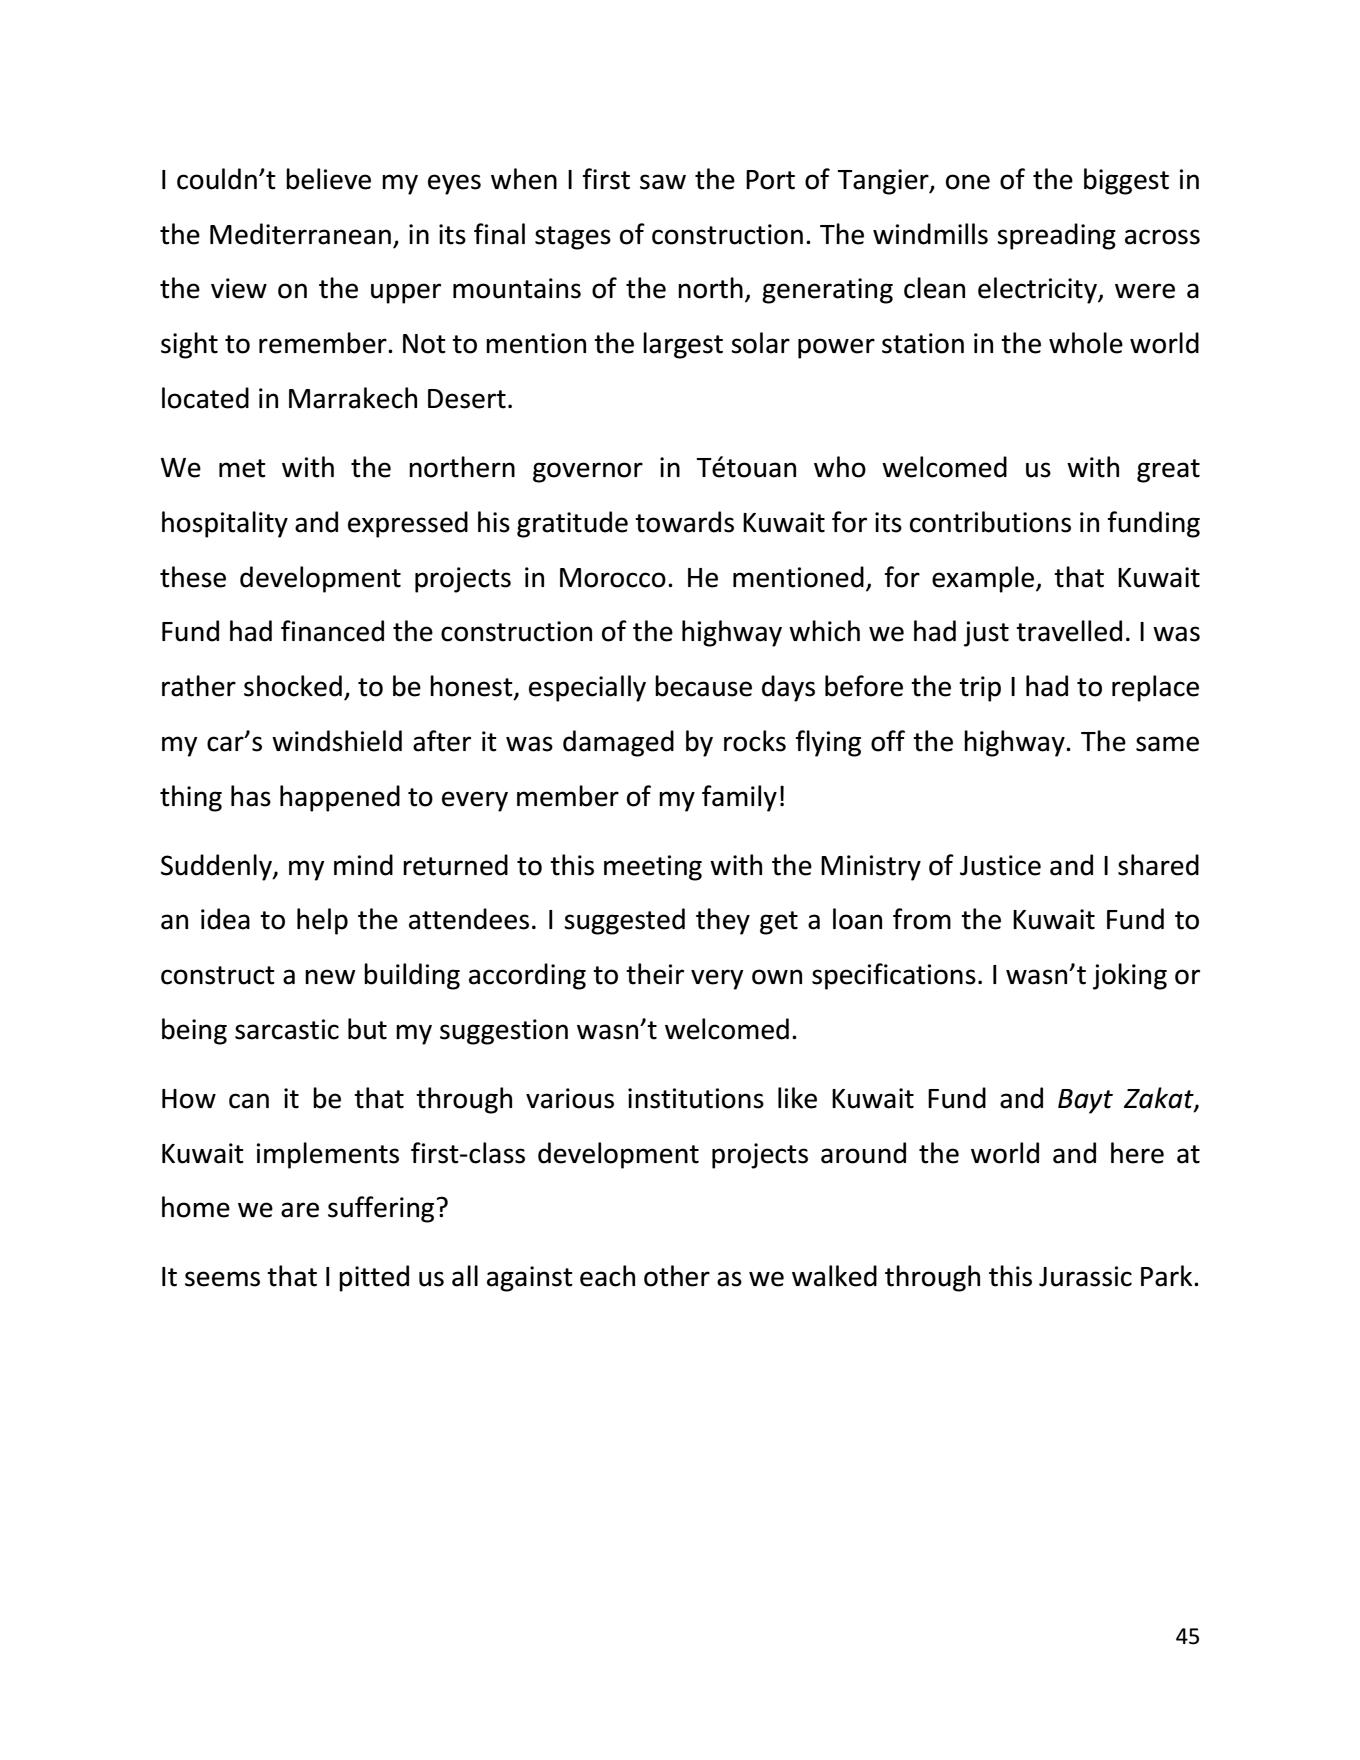 I couldn’t believe my eyes when I first saw the Port of Tangier, one of the biggest in
the Mediterranean, in its final stages of construction. The windmills spreading across
the view on the upper mountains of the north, generating clean electricity, were a
sight to remember. Not to mention the largest solar power station in the whole world
located in Marrakech Desert.
We met with the northern governor in Tétouan who welcomed us with great
hospitality and expressed his gratitude towards Kuwait for its contributions in funding
these development projects in Morocco. He mentioned, for example, that Kuwait
Fund had financed the construction of the highway which we had just travelled. I was
rather shocked, to be honest, especially because days before the trip I had to replace
my car’s windshield after it was damaged by rocks flying off the highway. The same
thing has happened to every member of my family!
Suddenly, my mind returned to this meeting with the Ministry of Justice and I shared
an idea to help the attendees. I suggested they get a loan from the Kuwait Fund to
construct a new building according to their very own specifications. I wasn’t joking or
being sarcastic but my suggestion wasn’t welcomed.
How can it be that through various institutions like Kuwait Fund and Bayt Zakat,
Kuwait implements first-class development projects around the world and here at
home we are suffering?
It seems that I pitted us all against each other as we walked through this Jurassic Park.
45